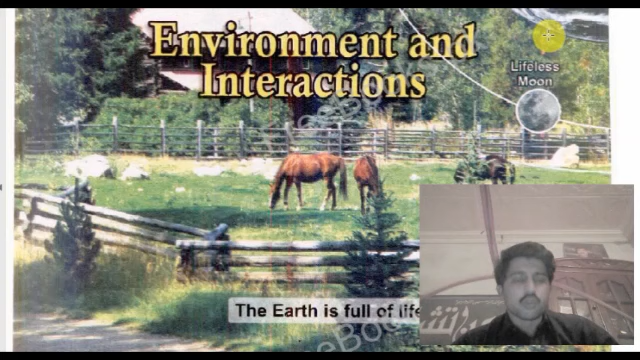 Environment and
Interactions
Lifeless
Moon
The Earth is full of life